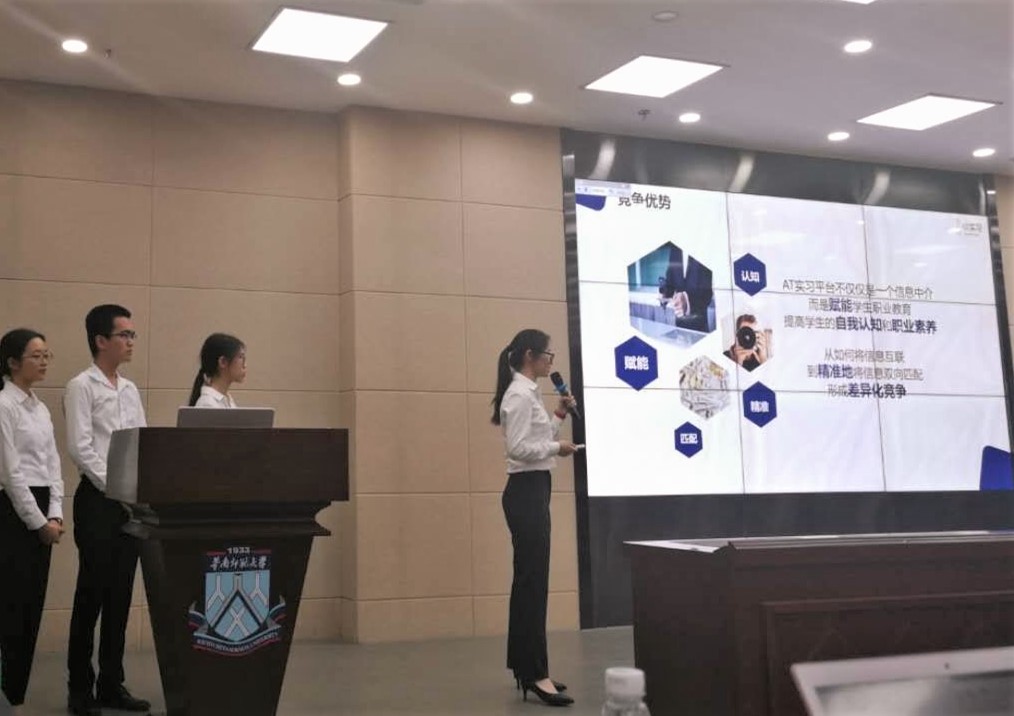 竞争优势
认知
AT实习平台不仅仅是一个信息中介
而是赋能学生职业教育
提高学生的自我认知和职业素养
赋能
从如何将信息互联
到精准地将信息双向匹配
形成差异化竞争
精准
匹配
1933
华南师范大学
SOUTH CHINA NORMAL UNIVERSITY